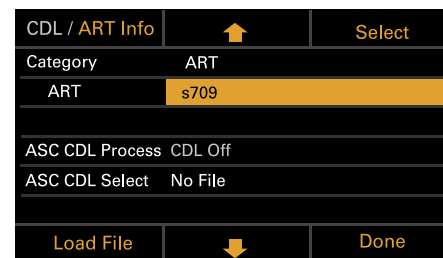 CDL / ART Info Select
Category ART
ART s709
ASC CDL Process CDL Off
ASC CDL Select No File
Load File Done